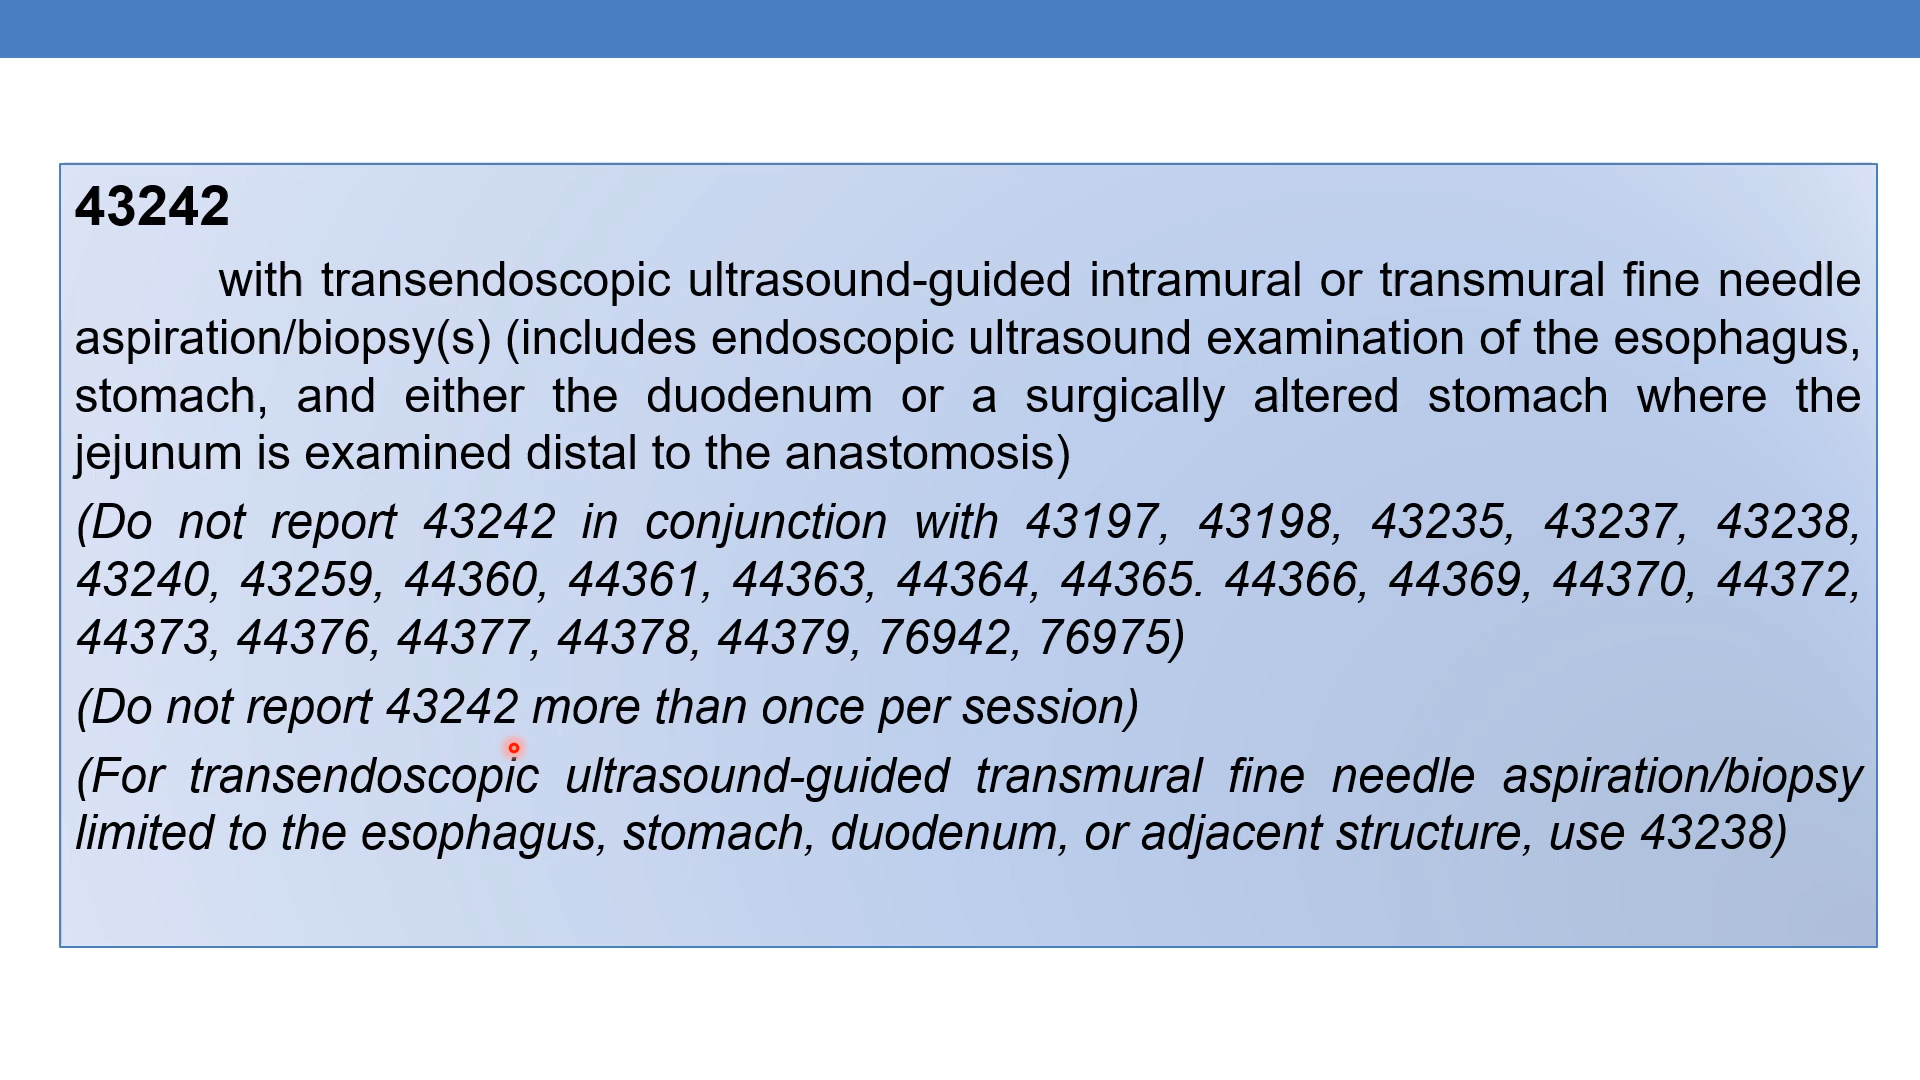 43242
with transendoscopic ultrasound-guided intramural or transmural fine needle
aspiration/biopsy(s) (includes endoscopic ultrasound examination of the esophagus,
stomach, and either the duodenum or a surgically altered stomach where the
jejunum is examined distal to the anastomosis)
(Do not report 43242 in conjunction with 43197, 43198, 43235, 43237, 43238,
43240, 43259, 44360, 44361, 44363, 44364, 44365. 44366, 44369, 44370, 44372,
44373, 44376, 44377, 44378, 44379, 76942, 76975)
(Do not report 43242 more than once per session)
(For transendoscopic ultrasound-guided transmural fine needle aspiration/biopsy
limited to the esophagus, stomach, duodenum, or adjacent structure, use 43238)